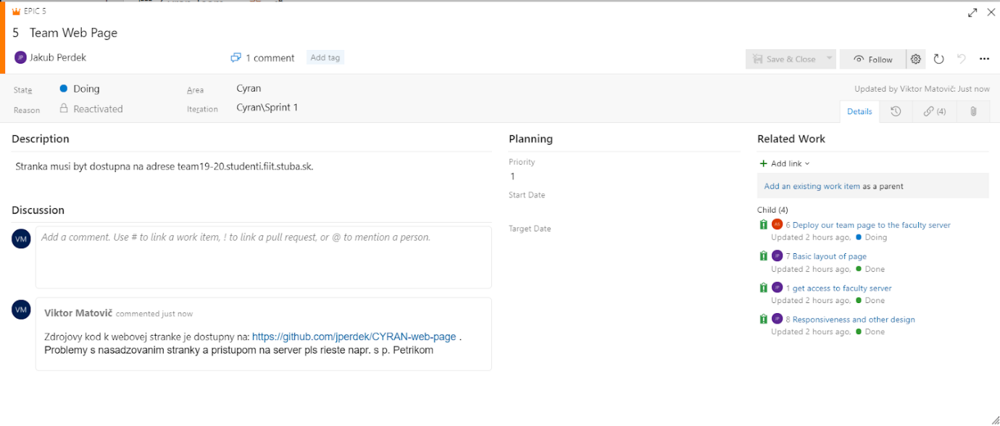 EPIC 5
5 Team Web Page
JP Jakub Perdek
1 comment
Add tag
Save & Close
Follow
State
Doing
Area
Cyran
Updated by Viktor Matovič: Just now
Reason
Reactivated
Iteration
Cyran\Sprint 1
Details
(4)
Description
Stranka musi byt dostupna na adrese team19-20.studenti.fiit.stuba.sk.
Discussion
VM
Add a comment. Use # to link a work item, ! to link a pull request, or @ to mention a person.
VM
Viktor Matovič commented just now
Zdrojovy kod k webovej stranke je dostupny na: https://github.com/jperdek/CYRAN-web-page .
Problemy s nasadzovanim stranky a pristupom na server pls rieste napr. s p. Petrikom
Planning
Priority
1
Start Date
Target Date
Related Work
+ Add link
Add an existing work item as a parent
Child (4)
AS 6 Deploy our team page to the faculty server
Updated 2 hours ago, Doing
JP 7 Basic layout of page
Updated 2 hours ago, Done
JP 1 get access to faculty server
Updated 2 hours ago, Done
JP 8 Responsiveness and other design
Updated 2 hours ago, Done